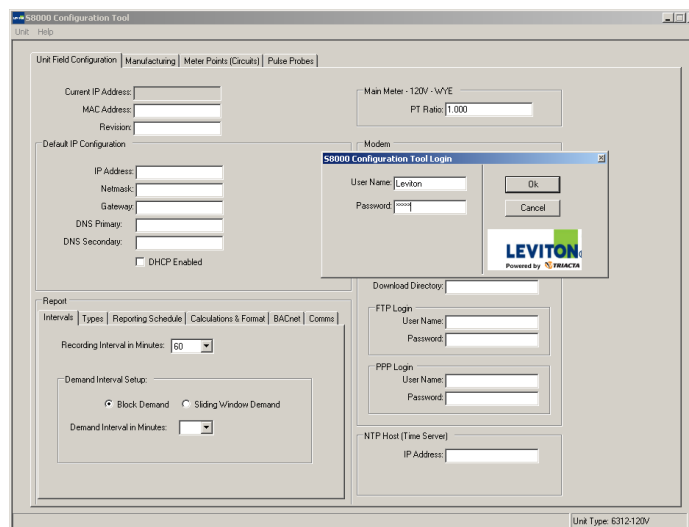 S8000 Configuration Tool
Unit Help
Unit Field Configuration Manufacturing Meter Points (Circuits) Pulse Probes
Current IP Address:
MAC Address:
Revision:
Default IP Configuration
IP Address:
Netmask:
Gateway:
DNS Primary:
DNS Secondary:
DHCP Enabled
Main Meter - 120V - WYE
PT Ratio: 1.000
Modem
S8000 Configuration Tool Login
User Name: Leviton
Password: ×××××
Ok
Cancel
LEVITON
Powered by TRIACTA
Download Directory:
FTP Login
User Name:
Password:
PPP Login
User Name:
Password:
NTP Host (Time Server)
IP Address:
Report
Intervals Types Reporting Schedule Calculations & Format BACnet Comms
Recording Interval in Minutes: 60
Demand Interval Setup:
Block Demand Sliding Window Demand
Demand Interval in Minutes:
Unit Type: 6312-120V